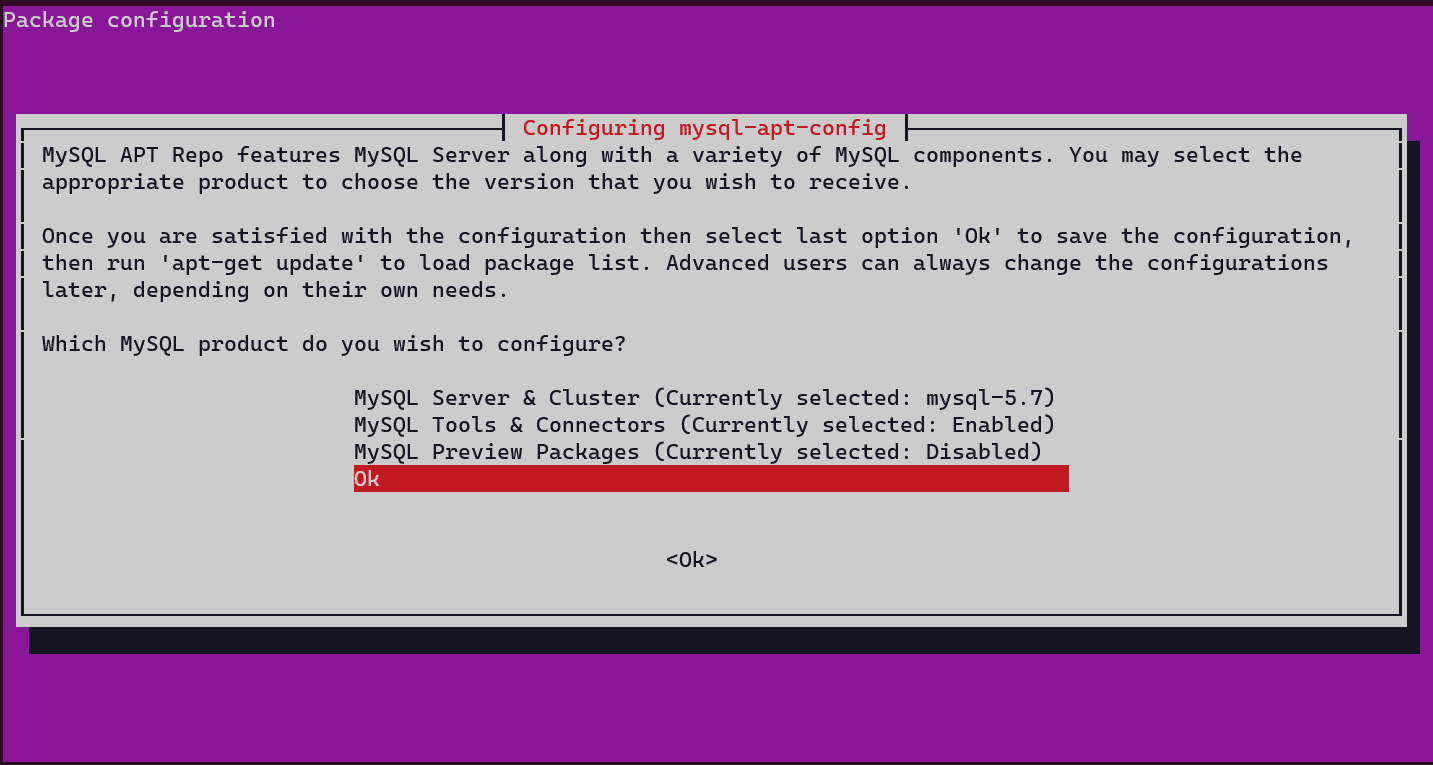 Package configuration
Configuring mysql-apt-config
MySQL APT Repo features MySQL Server along with a variety of MySQL components. You may select the
appropriate product to choose the version that you wish to receive.
Once you are satisfied with the configuration then select last option 'Ok' to save the configuration,
then run 'apt-get update' to load package list. Advanced users can always change the configurations
later, depending on their own needs.
Which MySQL product do you wish to configure?
MySQL Server & Cluster (Currently selected: mysql-5.7)
MySQL Tools & Connectors (Currently selected: Enabled)
MySQL Preview Packages (Currently selected: Disabled)
Ok
<Ok>